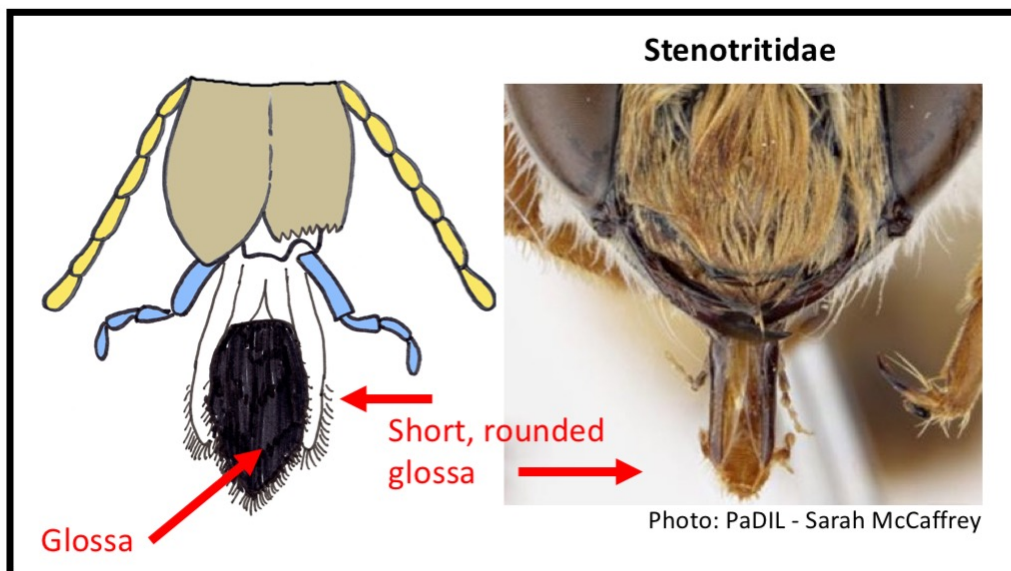 Stenotritidae
Short, rounded
glossa
Glossa
Photo: PaDIL - Sarah McCaffrey